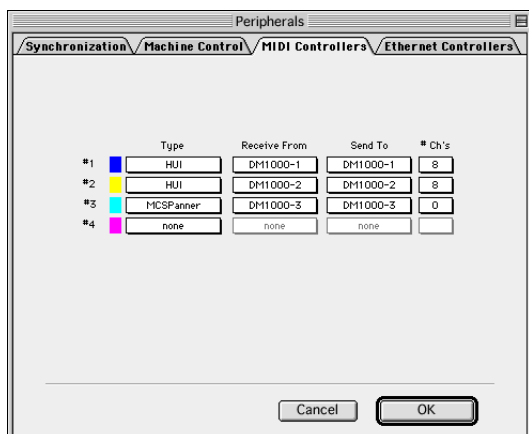 Peripherals
Synchronization Machine Control MIDI Controllers Ethernet Controllers
Type Receive From Send To # Ch's
#1 HUI DM1000-1 DM1000-1 8
#2 HUI DM1000-2 DM1000-2 8
#3 MCSPanner DM1000-3 DM1000-3 0
#4 none none none
Cancel OK